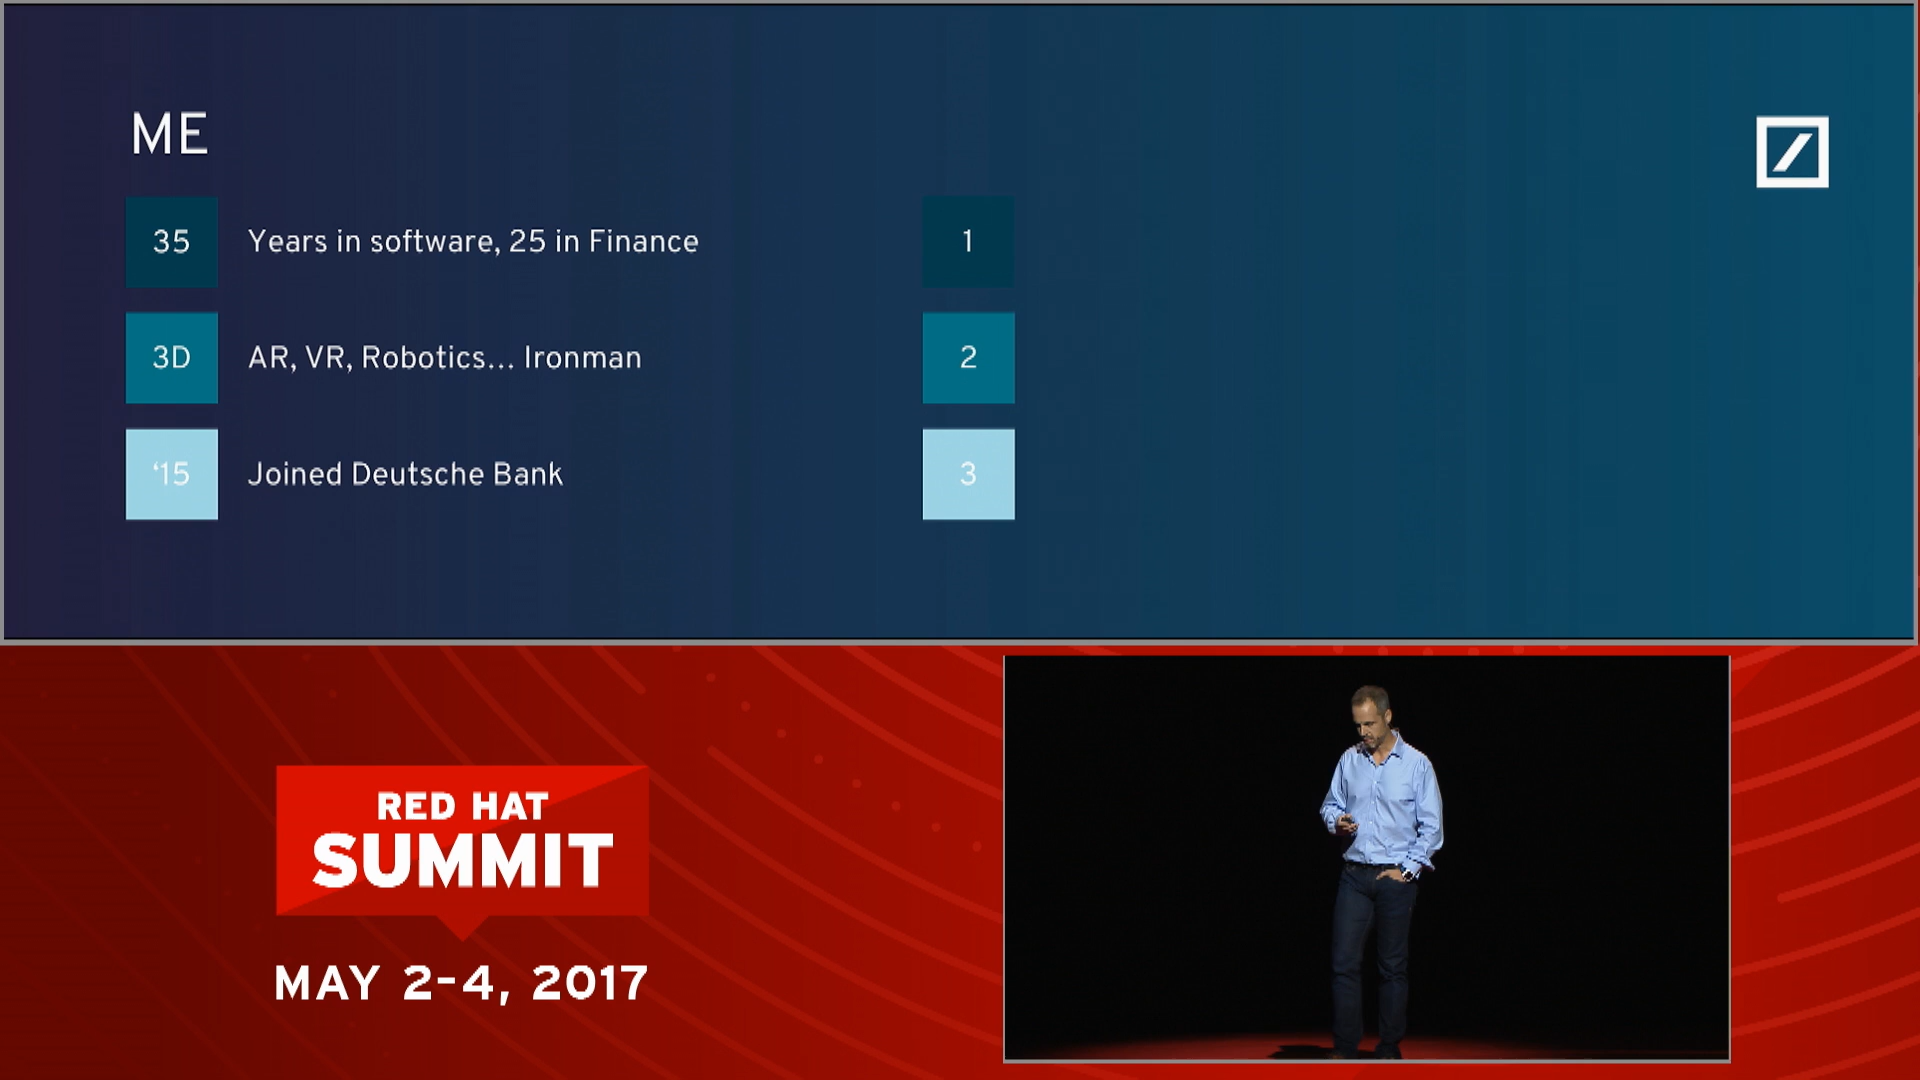 ME
35 Years in software, 25 in Finance
3D AR, VR, Robotics... Ironman
‘15 Joined Deutsche Bank
1
2
3
RED HAT
SUMMIT
MAY 2-4, 2017